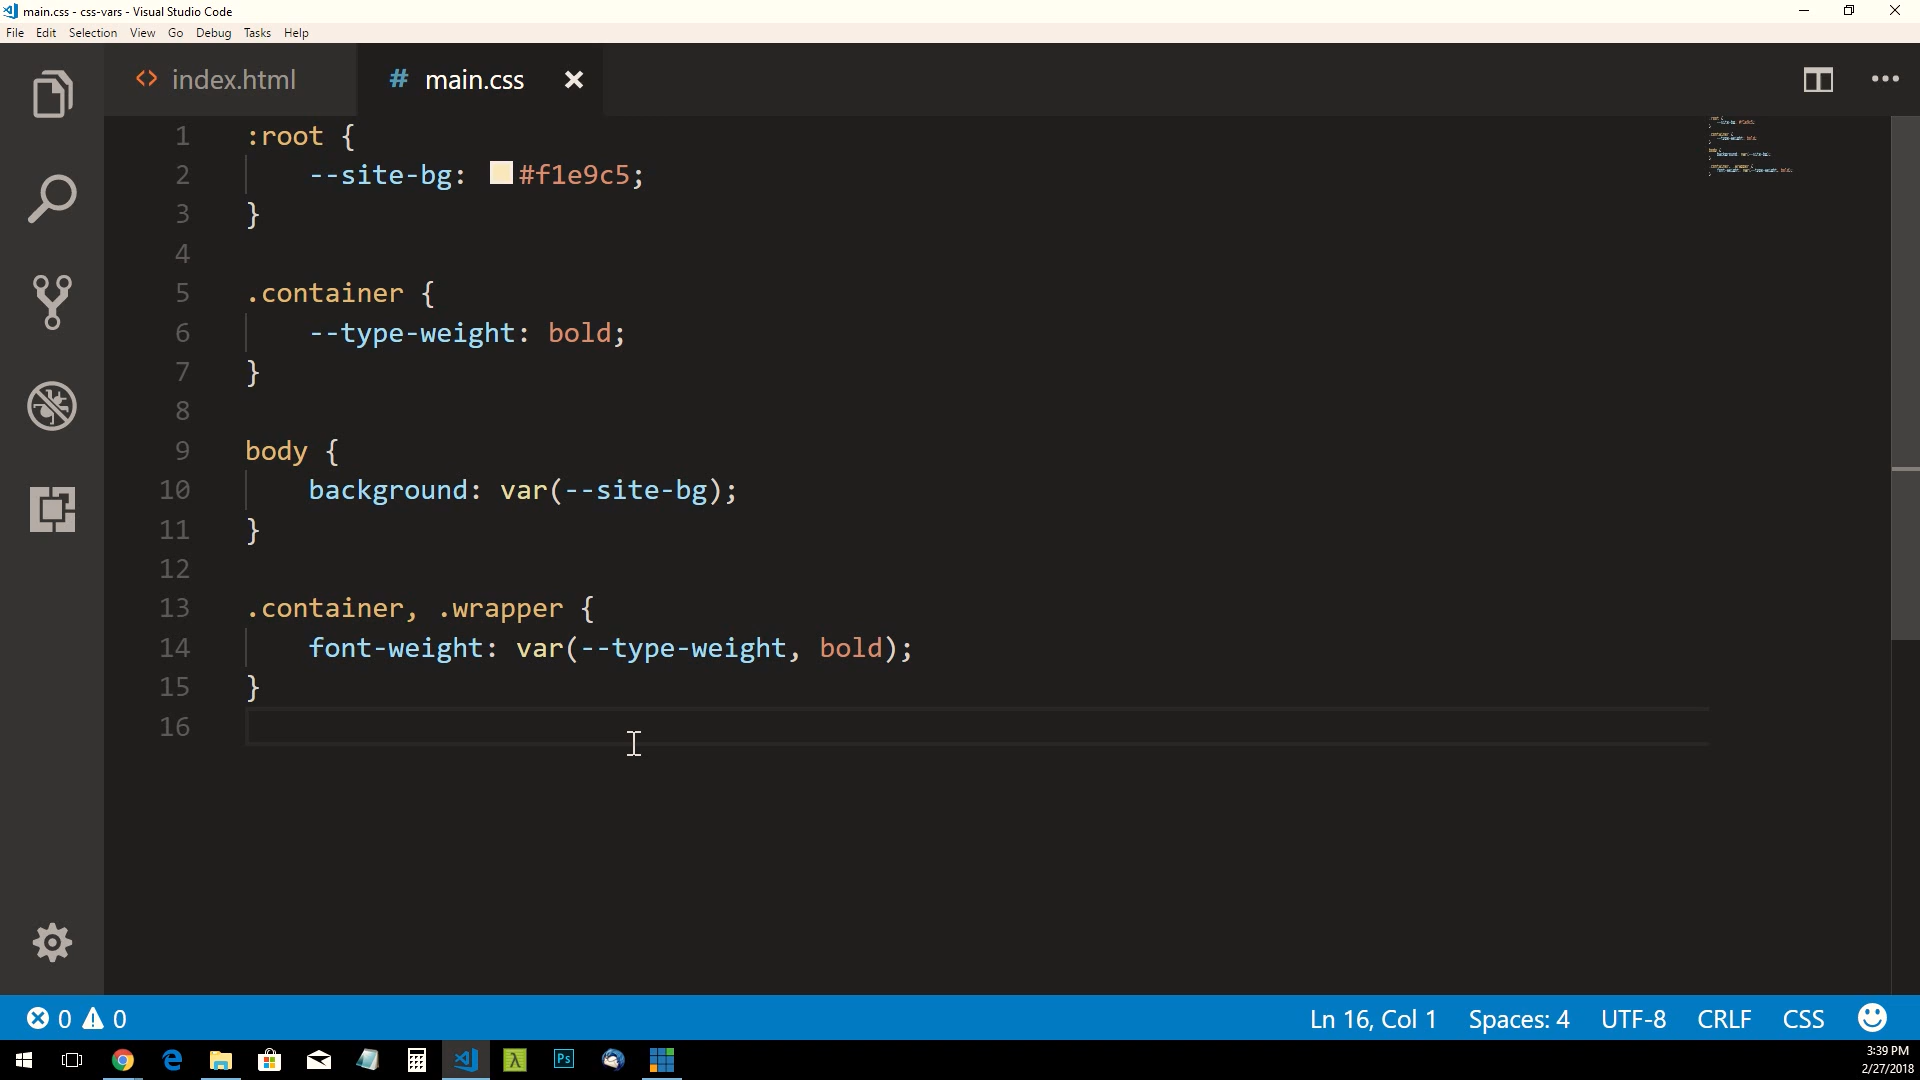 main.css - css-vars - Visual Studio Code
File Edit Selection View Go Debug Tasks Help
<> index.html # main.css
1 :root {
2     --site-bg: #f1e9c5;
3 }
4
5 .container {
6     --type-weight: bold;
7 }
8
9 body {
10     background: var(--site-bg);
11 }
12
13 .container, .wrapper {
14     font-weight: var(--type-weight, bold);
15 }
16
0 0 Ln 16, Col 1 Spaces: 4 UTF-8 CRLF CSS
Ps
3:39 PM
2/27/2018